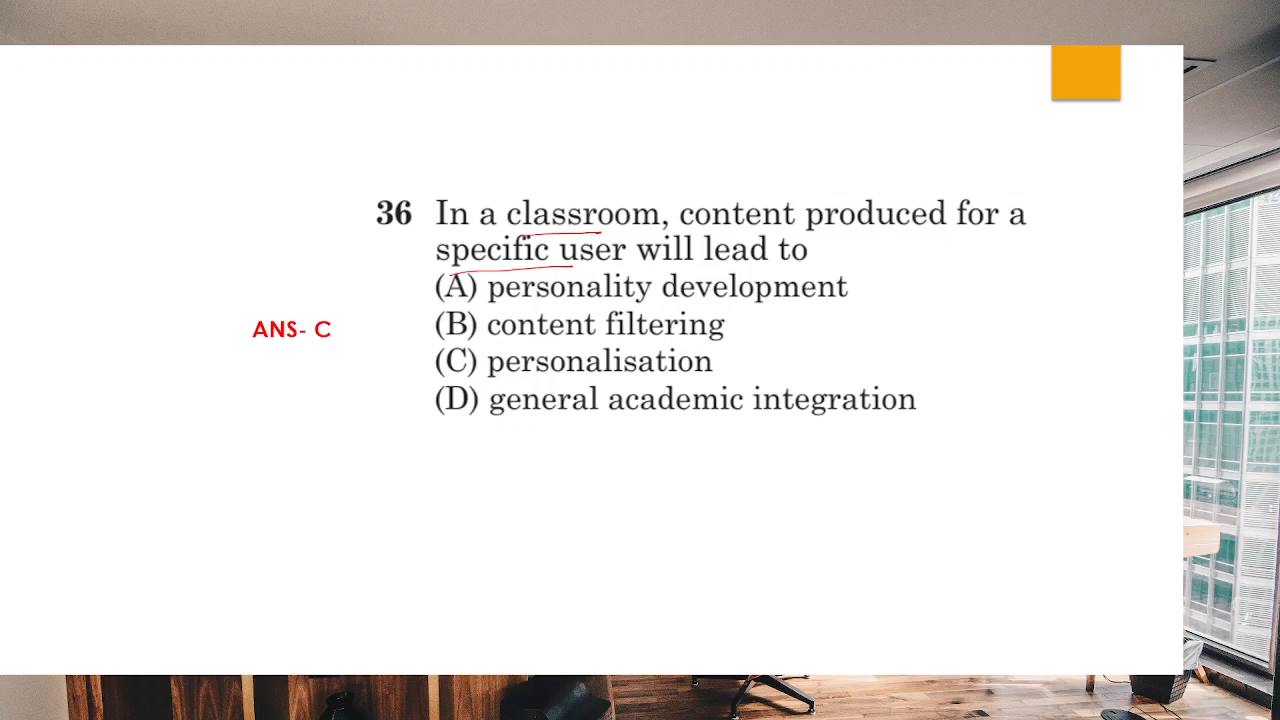 36 In a classroom, content produced for a
specific user will lead to
(A) personality development
ANS- C
(B) content filtering
(C) personalisation
(D) general academic integration